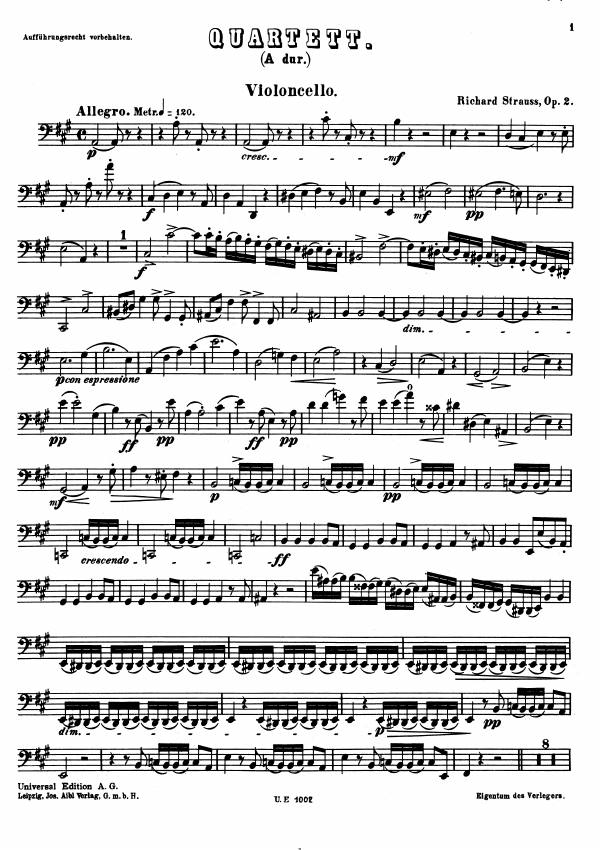 1
Aufführungsrecht vorbehalten.
QUARTETT.
(A dur.)
Violoncello.
Allegro. Metr. = 120.
Richard Strauss, Op. 2.
p
cresc.
mf
f
mf
pp
1
f
dim.
pcon espressione
pp
ff
pp
ff
pp
mf
p
pp
crescendo
ff
dim.
p
pp
8
Universal Edition A. G.
Leipzig, Jos. Aibl Verlag, G. m. b. H.
U. E. 1002
Eigentum des Verlegers.